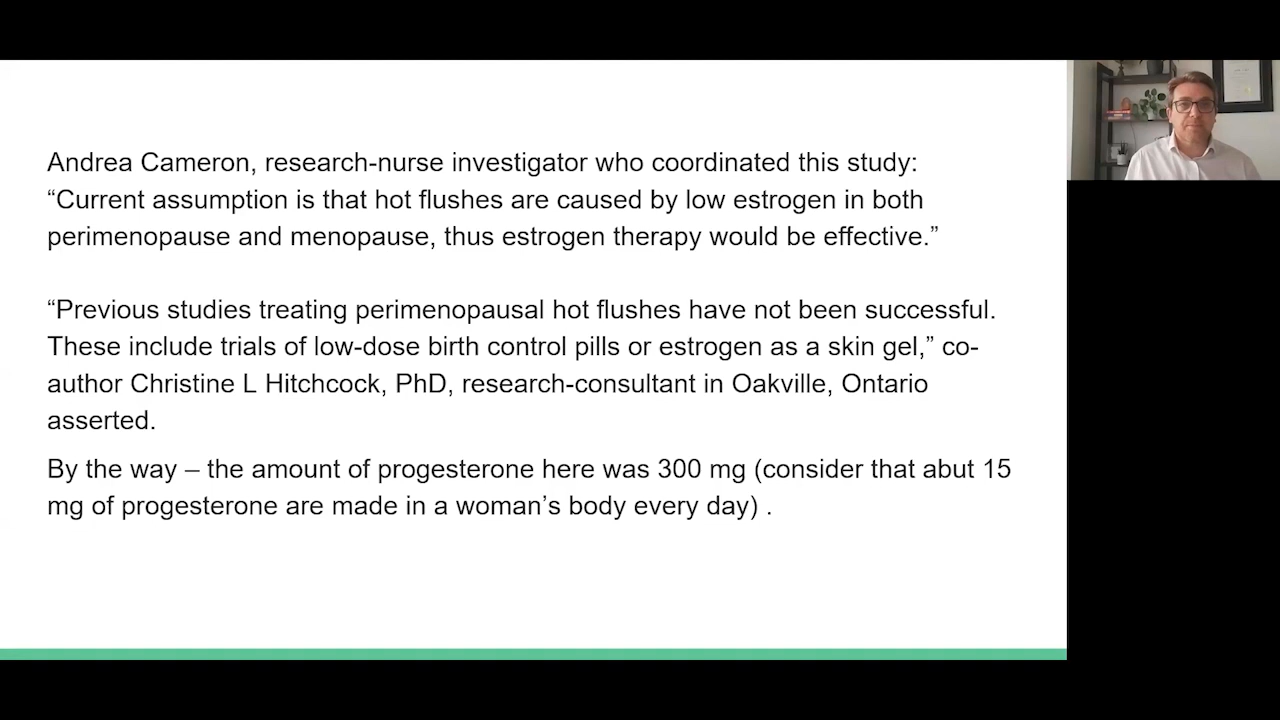 Andrea Cameron, research-nurse investigator who coordinated this study:
“Current assumption is that hot flushes are caused by low estrogen in both
perimenopause and menopause, thus estrogen therapy would be effective.”
“Previous studies treating perimenopausal hot flushes have not been successful.
These include trials of low-dose birth control pills or estrogen as a skin gel,” co-
author Christine L Hitchcock, PhD, research-consultant in Oakville, Ontario
asserted.
By the way – the amount of progesterone here was 300 mg (consider that abut 15
mg of progesterone are made in a woman’s body every day) .